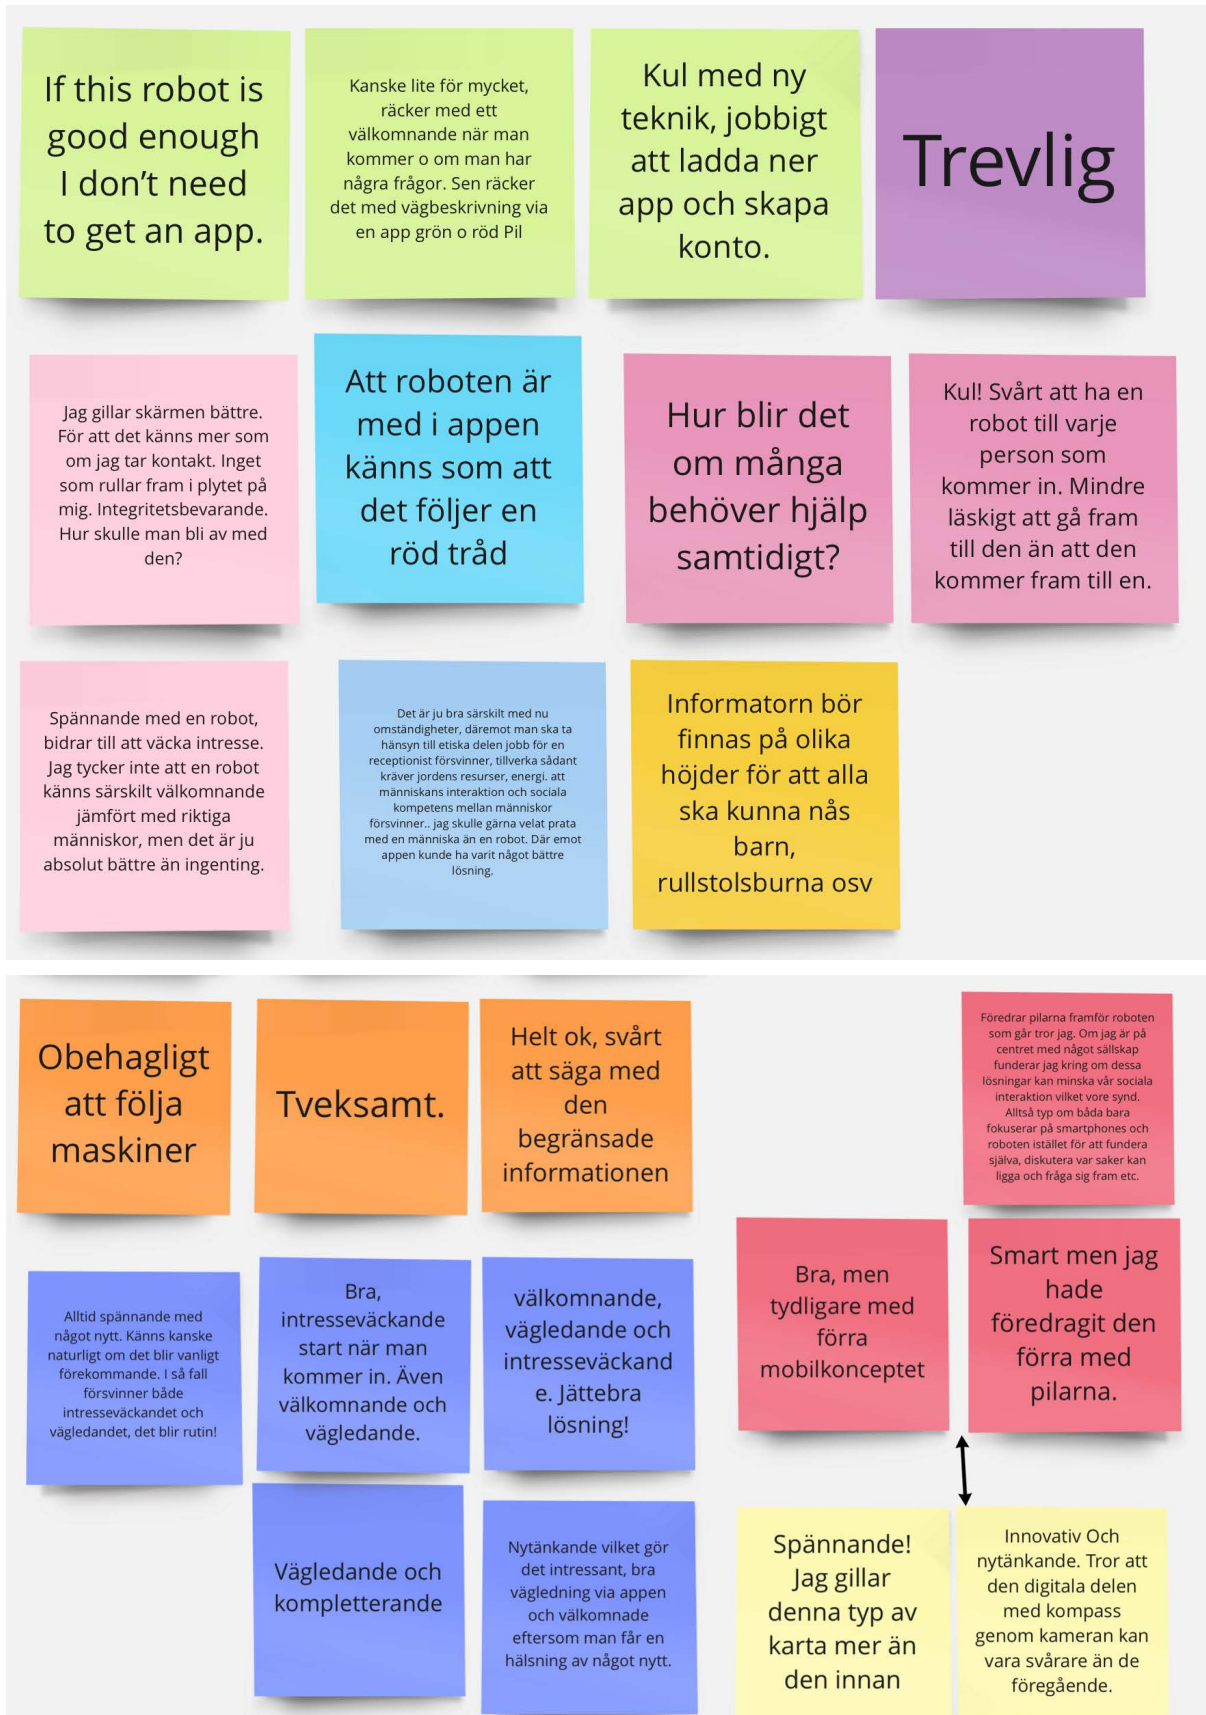 If this robot is
good enough
I don't need
to get an app.
Kanske lite för mycket,
räcker med ett
välkomnande när man
kommer o om man har
några frågor. Sen räcker
det med vägbeskrivning via
en app grön o röd Pil
Kul med ny
teknik, jobbigt
att ladda ner
app och skapa
konto.
Trevlig
Jag gillar skärmen bättre.
För att det känns mer som
om jag tar kontakt. Inget
som rullar fram i plytet på
mig. Integritetsbevarande.
Hur skulle man bli av med
den?
Att roboten är
med i appen
känns som att
det följer en
röd tråd
Hur blir det
om många
behöver hjälp
samtidigt?
Kul! Svårt att ha en
robot till varje
person som
kommer in. Mindre
läskigt att gå fram
till den än att den
kommer fram till en.
Spännande med en robot,
bidrar till att väcka intresse.
Jag tycker inte att en robot
känns särskilt välkomnande
jämfört med riktiga
människor, men det är ju
absolut bättre än ingenting.
Det är ju bra särskilt med nu
omständigheter, däremot man ska ta
hänsyn till etiska delen jobb för en
receptionist försvinner, tillverka sådant
kräver jordens resurser, energi. att
människans interaktion och sociala
kompetens mellan människor
försvinner.. jag skulle gärna velat prata
med en människa än en robot. Där emot
appen kunde ha varit något bättre
lösning.
Informatorn bör
finnas på olika
höjder för att alla
ska kunna nås
barn,
rullstolsburna osv
Obehagligt
att följa
maskiner
Tveksamt.
Helt ok, svårt
att säga med
den
begränsade
informationen
Föredrar pilarna framför roboten
som går tror jag. Om jag är på
centret med något sällskap
funderar jag kring om dessa
lösningar kan minska vår sociala
interaktion vilket vore synd.
Alltså typ om båda bara
fokuserar på smartphones och
roboten istället för att fundera
själva, diskutera var saker kan
ligga och fråga sig fram etc.
Bra, men
tydligare med
förra
mobilkonceptet
Smart men jag
hade
föredragit den
förra med
pilarna.
Alltid spännande med
något nytt. Känns kanske
naturligt om det blir vanligt
förekommande. I så fall
försvinner både
intresseväckandet och
vägledandet, det blir rutin!
Bra,
intresseväckande
start när man
kommer in. Även
välkomnande och
vägledande.
välkomnande,
vägledande och
intresseväckand
e. Jättebra
lösning!
Vägledande och
kompletterande
Nytänkande vilket gör
det intressant, bra
vägledning via appen
och välkomnade
eftersom man får en
hälsning av något nytt.
Spännande!
Jag gillar
denna typ av
karta mer än
den innan
Innovativ Och
nytänkande. Tror att
den digitala delen
med kompass
genom kameran kan
vara svårare än de
föregående.